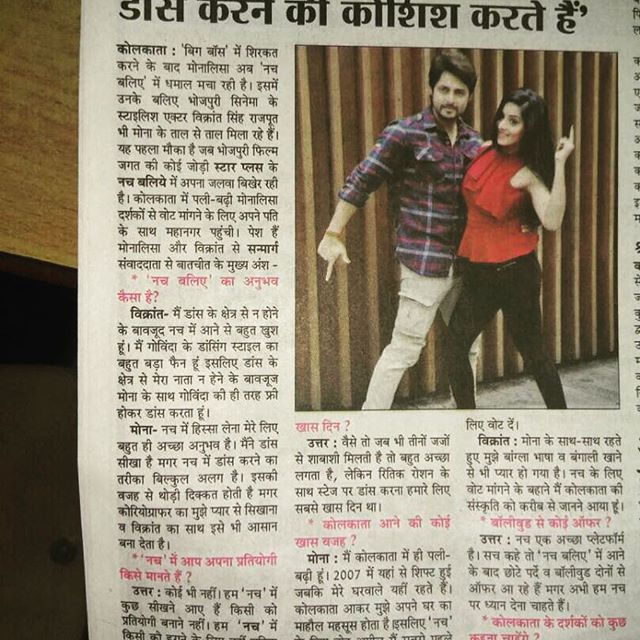 डांस करने की कोशिश करते हैं'
कोलकाता : 'बिग बॉस' में शिरकत
करने के बाद मोनालिसा अब 'नच
बलिए' में धमाल मचा रही है। इसमें
उनके बलिए भोजपुरी सिनेमा के
स्टाइलिश एक्टर विक्रांत सिंह राजपूत
भी मोना के ताल से ताल मिला रहे हैं।
यह पहला मौका है जब भोजपुरी फिल्म
जगत की कोई जोड़ी स्टार प्लस के
नच बलिये में अपना जलवा बिखेर रही
है। कोलकाता में पली-बढ़ी मोनालिसा
दर्शकों से वोट मांगने के लिए अपने पति
के साथ महानगर पहुंची। पेश हैं
मोनालिसा और विक्रांत से सन्मार्ग
संवाददाता से बातचीत के मुख्य अंश -
* 'नच बलिए' का अनुभव
कैसा है?
विक्रांत- मैं डांस के क्षेत्र से न होने
के बावजूद नच में आने से बहुत खुश
हूं। मैं गोविंदा के डांसिंग स्टाइल का
बहुत बड़ा फैन हूं इसलिए डांस के
क्षेत्र से मेरा नाता न होने के बावजूज
मोना के साथ गोविंदा की ही तरह फ्री
होकर डांस करता हूं।
मोना- नच में हिस्सा लेना मेरे लिए
बहुत ही अच्छा अनुभव है। मैंने डांस
सीखा है मगर नच में डांस करने का
तरीका बिल्कुल अलग है। इसकी
वजह से थोड़ी दिक्कत होती है मगर
कोरियोग्राफर का मुझे प्यार से सिखाना
व विक्रांत का साथ इसे भी आसान
बना देता है।
* 'नच' में आप अपना प्रतियोगी
किसे मानते हैं ?
उत्तर : कोई भी नहीं। हम 'नच' में
कुछ सीखने आए हैं किसी को
प्रतियोगी बनाने नहीं। हम 'नच' में
किसी को हराने के लिए नहीं बल्कि
खास दिन ?
उत्तर : वैसे तो जब भी तीनों जजों
से शाबाशी मिलती है तो बहुत अच्छा
लगता है, लेकिन रितिक रोशन के
साथ स्टेज पर डांस करना हमारे लिए
सबसे खास दिन था।
* कोलकाता आने की कोई
खास वजह ?
मोना : मैं कोलकाता में ही पली-
बढ़ी हूं। 2007 में यहां से शिफ्ट हुई
जबकि मेरे घरवाले यहीं रहते हैं।
कोलकाता आकर मुझे अपने घर का
माहौल महसूस होता है।इसलिए 'नच'
के लिए वोट अपील मैं सबसे पहले
लिए वोट दें।
विक्रांत : मोना के साथ-साथ रहते
हुए मुझे बांग्ला भाषा व बंगाली खाने
से भी प्यार हो गया है। नच के लिए
वोट मांगने के बहाने मैं कोलकाता की
संस्कृति को करीब से जानने आया हूं।
* बॉलीवुड से कोई ऑफर ?
उत्तर : नच एक अच्छा प्लेटफॉर्म
है। सच कहे तो 'नच बलिए' में आने
के बाद छोटे पर्दे व बॉलीवुड दोनों से
ऑफर आ रहे हैं मगर अभी हम नच
पर ध्यान देना चाहते हैं।
* कोलकाता के दर्शकों को कुछ
कहना चाहेंगे ?